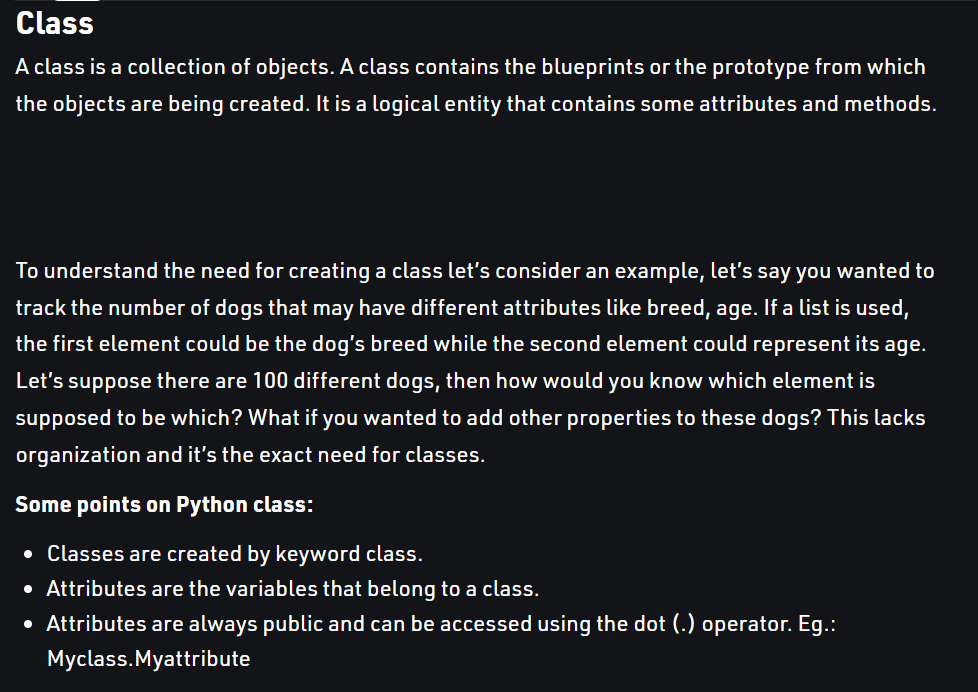 Class
A class is a collection of objects. A class contains the blueprints or the prototype from which
the objects are being created. It is a logical entity that contains some attributes and methods.
To understand the need for creating a class let’s consider an example, let’s say you wanted to
track the number of dogs that may have different attributes like breed, age. If a list is used,
the first element could be the dog’s breed while the second element could represent its age.
Let’s suppose there are 100 different dogs, then how would you know which element is
supposed to be which? What if you wanted to add other properties to these dogs? This lacks
organization and it’s the exact need for classes.
Some points on Python class:
• Classes are created by keyword class.
• Attributes are the variables that belong to a class.
• Attributes are always public and can be accessed using the dot (.) operator. Eg.:
Myclass.Myattribute